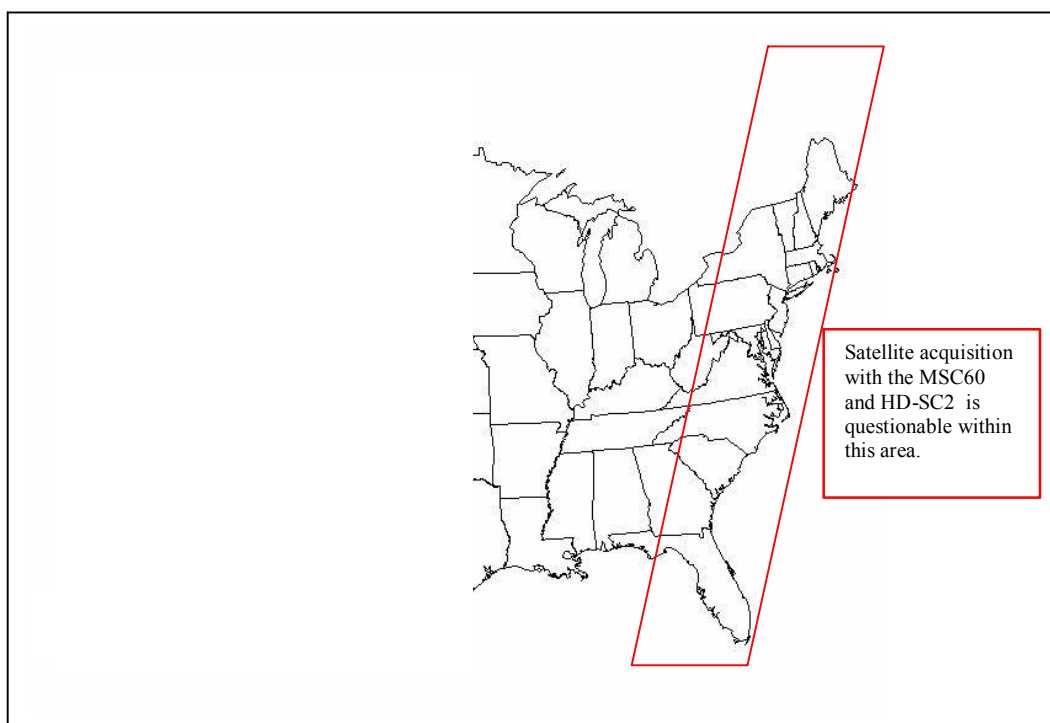 Satellite acquisition
with the MSC60
and HD-SC2 is
questionable within
this area.